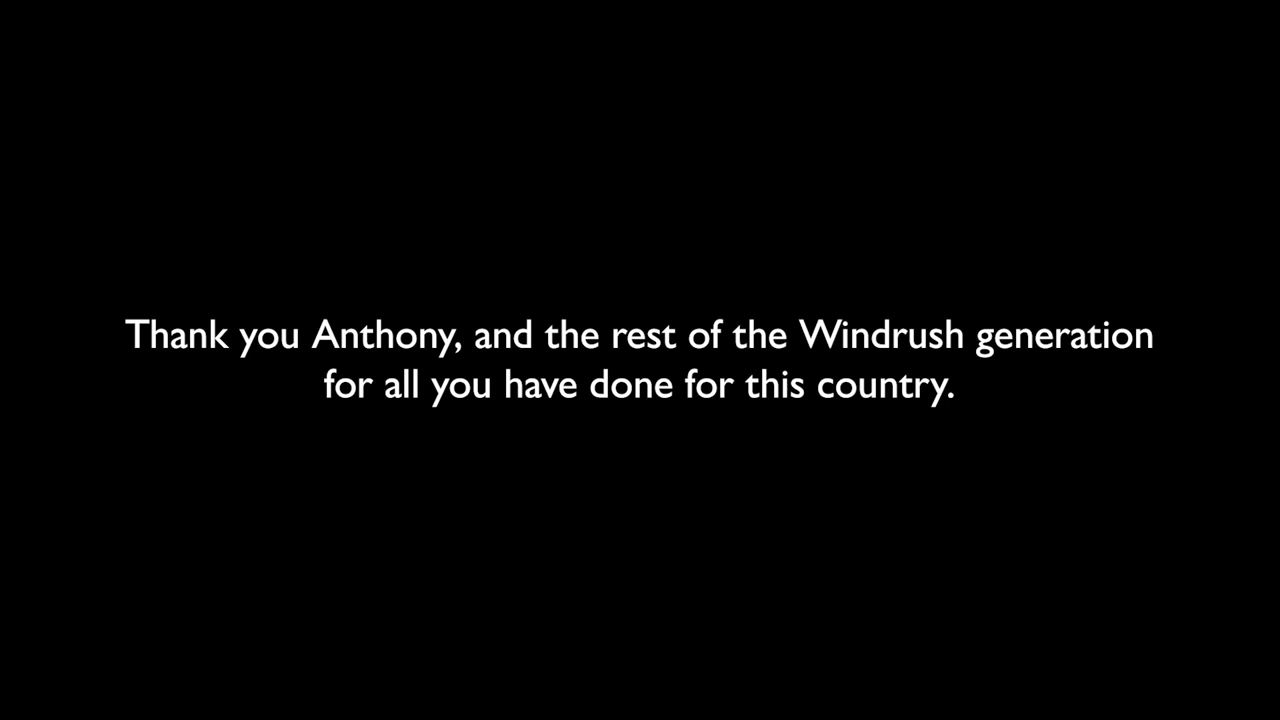 Thank you Anthony, and the rest of the Windrush generation
for all you have done for this country.